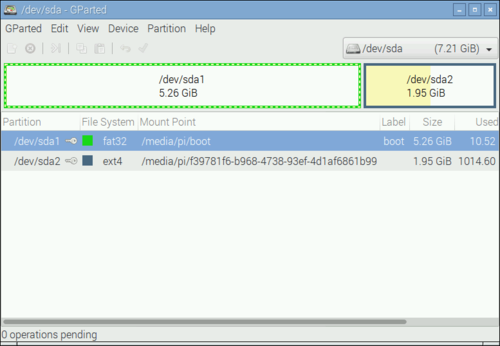 /dev/sda - GParted
GParted Edit View Device Partition Help
/dev/sda (7.21 GiB)
/dev/sda1
5.26 GiB
/dev/sda2
1.95 GiB
Partition File System Mount Point Label Size Used
/dev/sda1 fat32 /media/pi/boot boot 5.26 GiB 10.52
/dev/sda2 ext4 /media/pi/f39781f6-b968-4738-93ef-4d1af6861b99 1.95 GiB 1014.60
0 operations pending